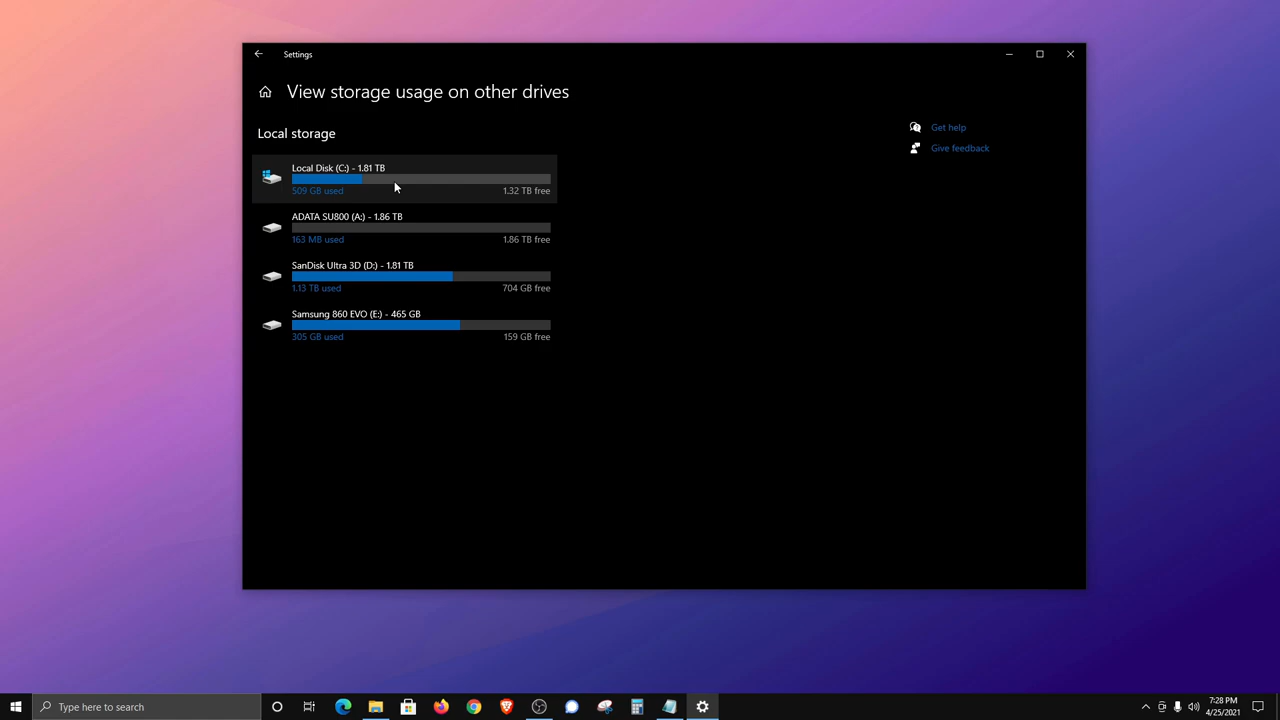 Settings
View storage usage on other drives
Local storage
Get help
Give feedback
Local Disk (C:) - 1.81 TB
509 GB used
1.32 TB free
ADATA SU800 (A:) - 1.86 TB
163 MB used
1.86 TB free
SanDisk Ultra 3D (D:) - 1.81 TB
1.13 TB used
704 GB free
Samsung 860 EVO (E:) - 465 GB
305 GB used
159 GB free
Type here to search
7:28 PM
4/25/2021